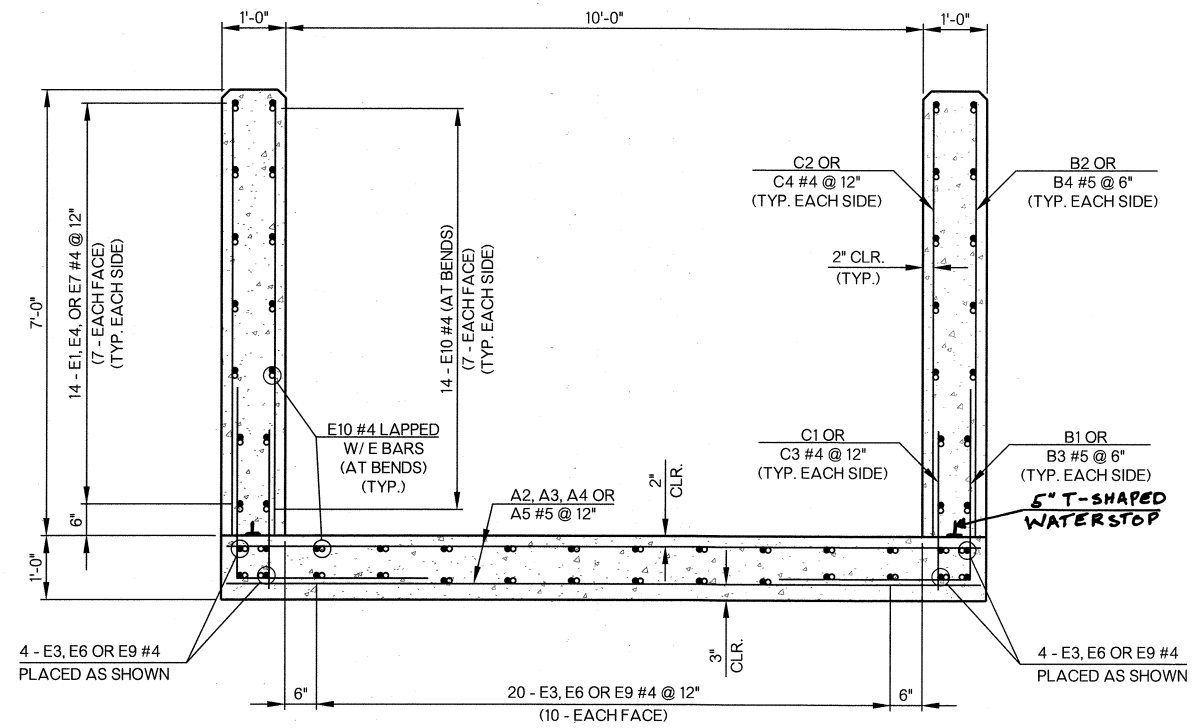 1'-0"
10'-0"
1'-0"
7'-0"
14 - E1, E4, OR E7 #4 @ 12"
(7 - EACH FACE)
(TYP. EACH SIDE)
14 - E10 #4 (AT BENDS)
(7 - EACH FACE)
(TYP. EACH SIDE)
C2 OR
C4 #4 @ 12"
(TYP. EACH SIDE)
B2 OR
B4 #5 @ 6"
(TYP. EACH SIDE)
2" CLR.
(TYP.)
E10 #4 LAPPED
W/ E BARS
(AT BENDS)
(TYP.)
C1 OR
C3 #4 @ 12"
(TYP. EACH SIDE)
B1 OR
B3 #5 @ 6"
(TYP. EACH SIDE)
2"
CLR.
A2, A3, A4 OR
A5 #5 @ 12"
5" T-SHAPED
WATERSTOP
6"
1'-0"
3"
CLR.
4 - E3, E6 OR E9 #4
PLACED AS SHOWN
4 - E3, E6 OR E9 #4
PLACED AS SHOWN
6"
20 - E3, E6 OR E9 #4 @ 12"
(10 - EACH FACE)
6"